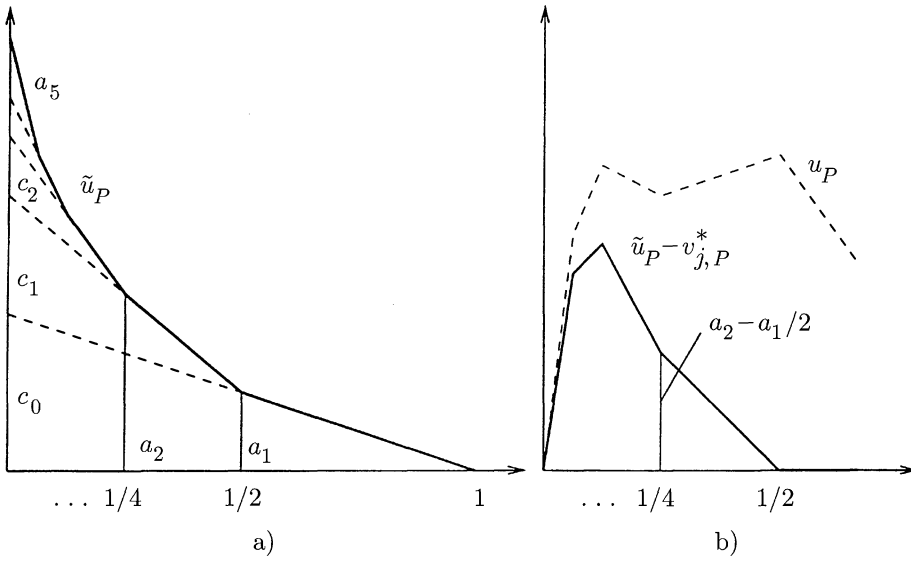 a_5
c_2 ũ_P
c_1
c_0
a_2 a_1
... 1/4 1/2 1
a)
u_P
ũ_P−v*_{j,P}
a_2−a_1/2
... 1/4 1/2
b)